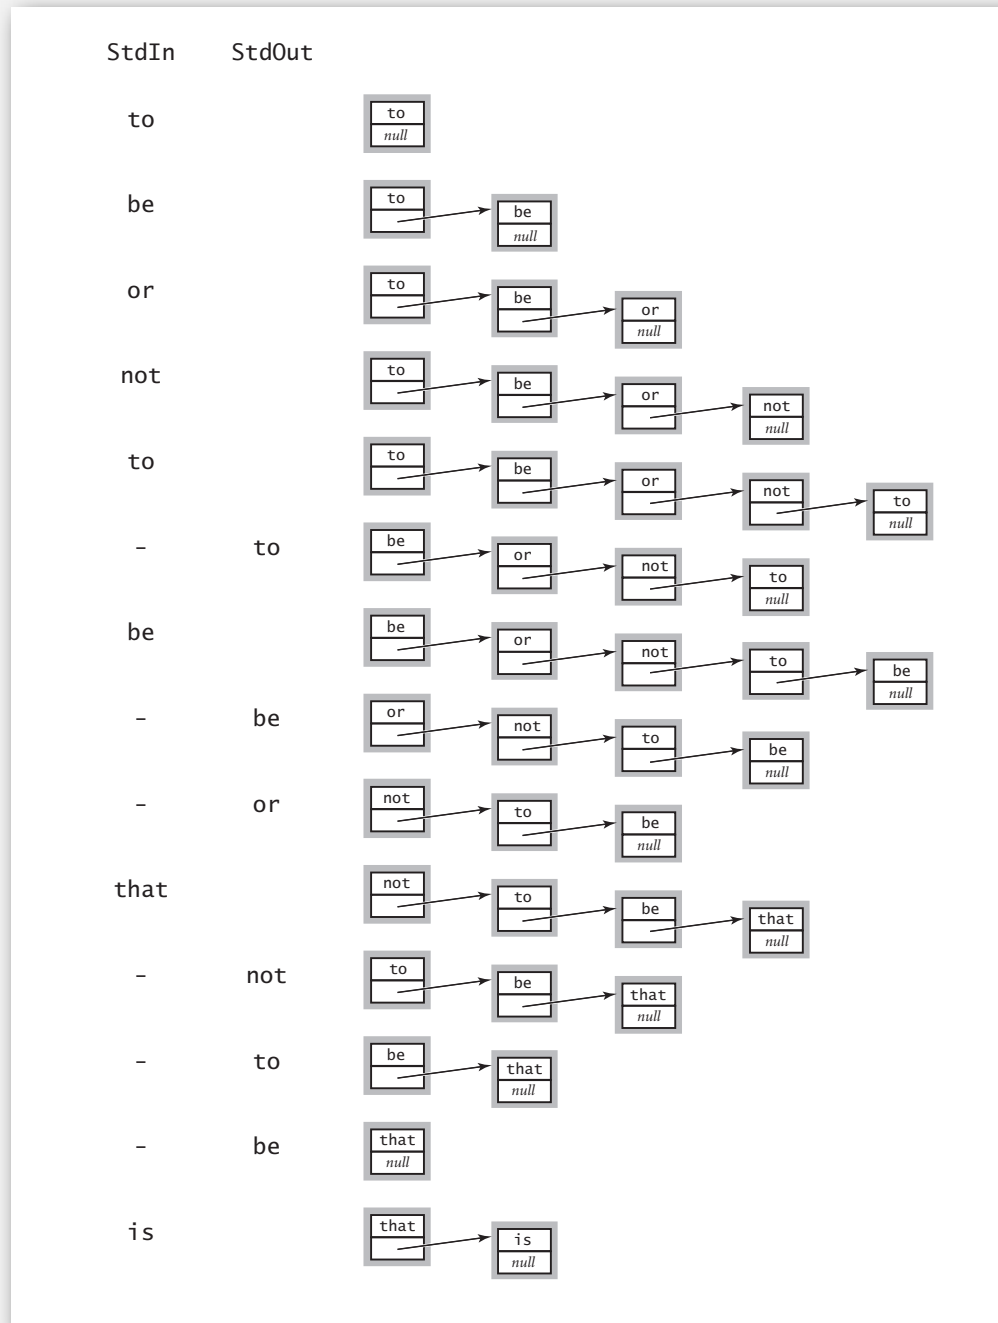 StdIn StdOut
to to
null
be to be
null
or to be or
null
not to be or not
null
to to be or not to
null
– to be or not to
null
be be or not to be
null
– be or not to be
null
– or not to be
null
that not to be that
null
– not to be that
null
– to be that
null
– be that
null
is that is
null